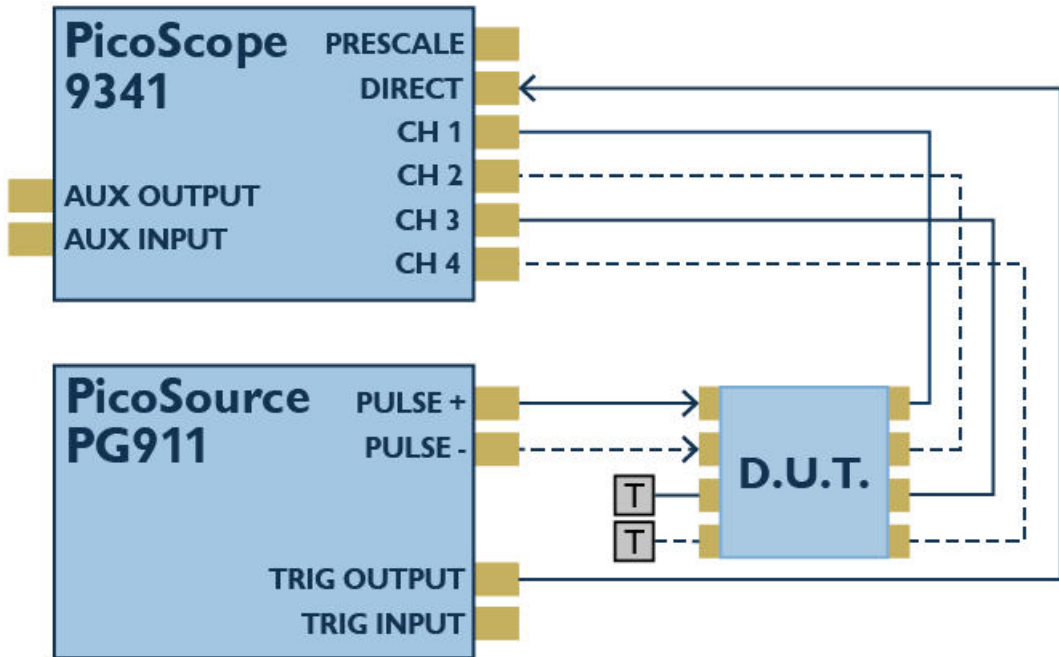 PicoScope
9341
PRESCALE
DIRECT
CH 1
CH 2
CH 3
CH 4
AUX OUTPUT
AUX INPUT
PicoSource
PG911
PULSE +
PULSE -
TRIG OUTPUT
TRIG INPUT
T
T
D.U.T.